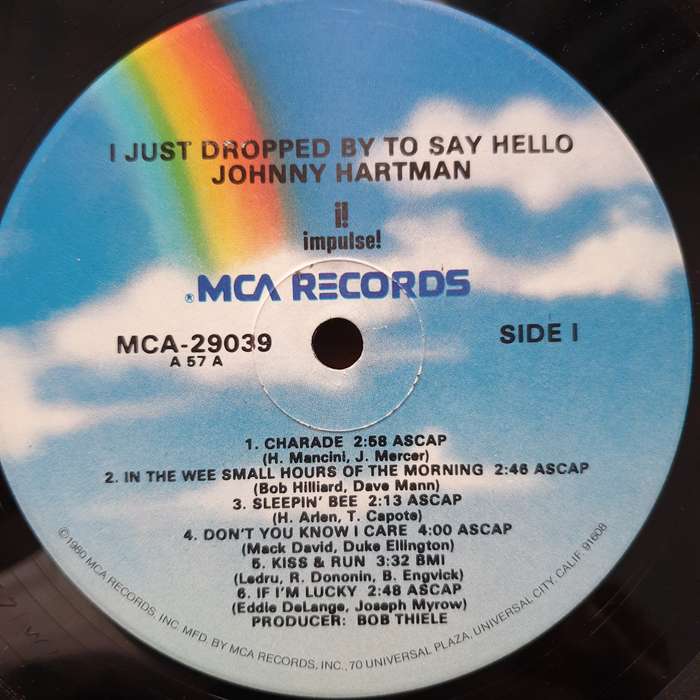 I JUST DROPPED BY TO SAY HELLO
JOHNNY HARTMAN
i!
impulse!
® MCA RECORDS
MCA-29039
A 57 A
SIDE I
1. CHARADE 2:58 ASCAP
(H. Mancini, J. Mercer)
2. IN THE WEE SMALL HOURS OF THE MORNING 2:46 ASCAP
(Bob Hilliard, Dave Mann)
3. SLEEPIN' BEE 2:13 ASCAP
(H. Arlen, T. Capote)
4. DON'T YOU KNOW I CARE 4:00 ASCAP
(Mack David, Duke Ellington)
5. KISS & RUN 3:32 BMI
(Ledru, R. Dononin, B. Engvick)
6. IF I'M LUCKY 2:48 ASCAP
(Eddie DeLange, Joseph Myrow)
PRODUCER: BOB THIELE
©1980 MCA RECORDS, INC. MFD. BY MCA RECORDS, INC., 70 UNIVERSAL PLAZA, UNIVERSAL CITY, CALIF. 91608